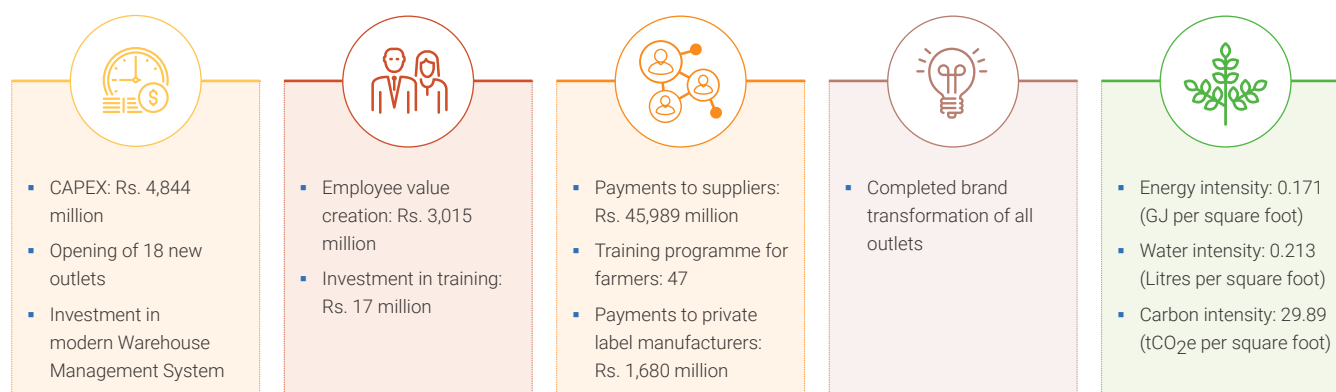 $
▪ CAPEX: Rs. 4,844
million
▪ Opening of 18 new
outlets
▪ Investment in
modern Warehouse
Management System
▪ Employee value
creation: Rs. 3,015
million
▪ Investment in training:
Rs. 17 million
▪ Payments to suppliers:
Rs. 45,989 million
▪ Training programme for
farmers: 47
▪ Payments to private
label manufacturers:
Rs. 1,680 million
▪ Completed brand
transformation of all
outlets
▪ Energy intensity: 0.171
(GJ per square foot)
▪ Water intensity: 0.213
(Litres per square foot)
▪ Carbon intensity: 29.89
(tCO2e per square foot)